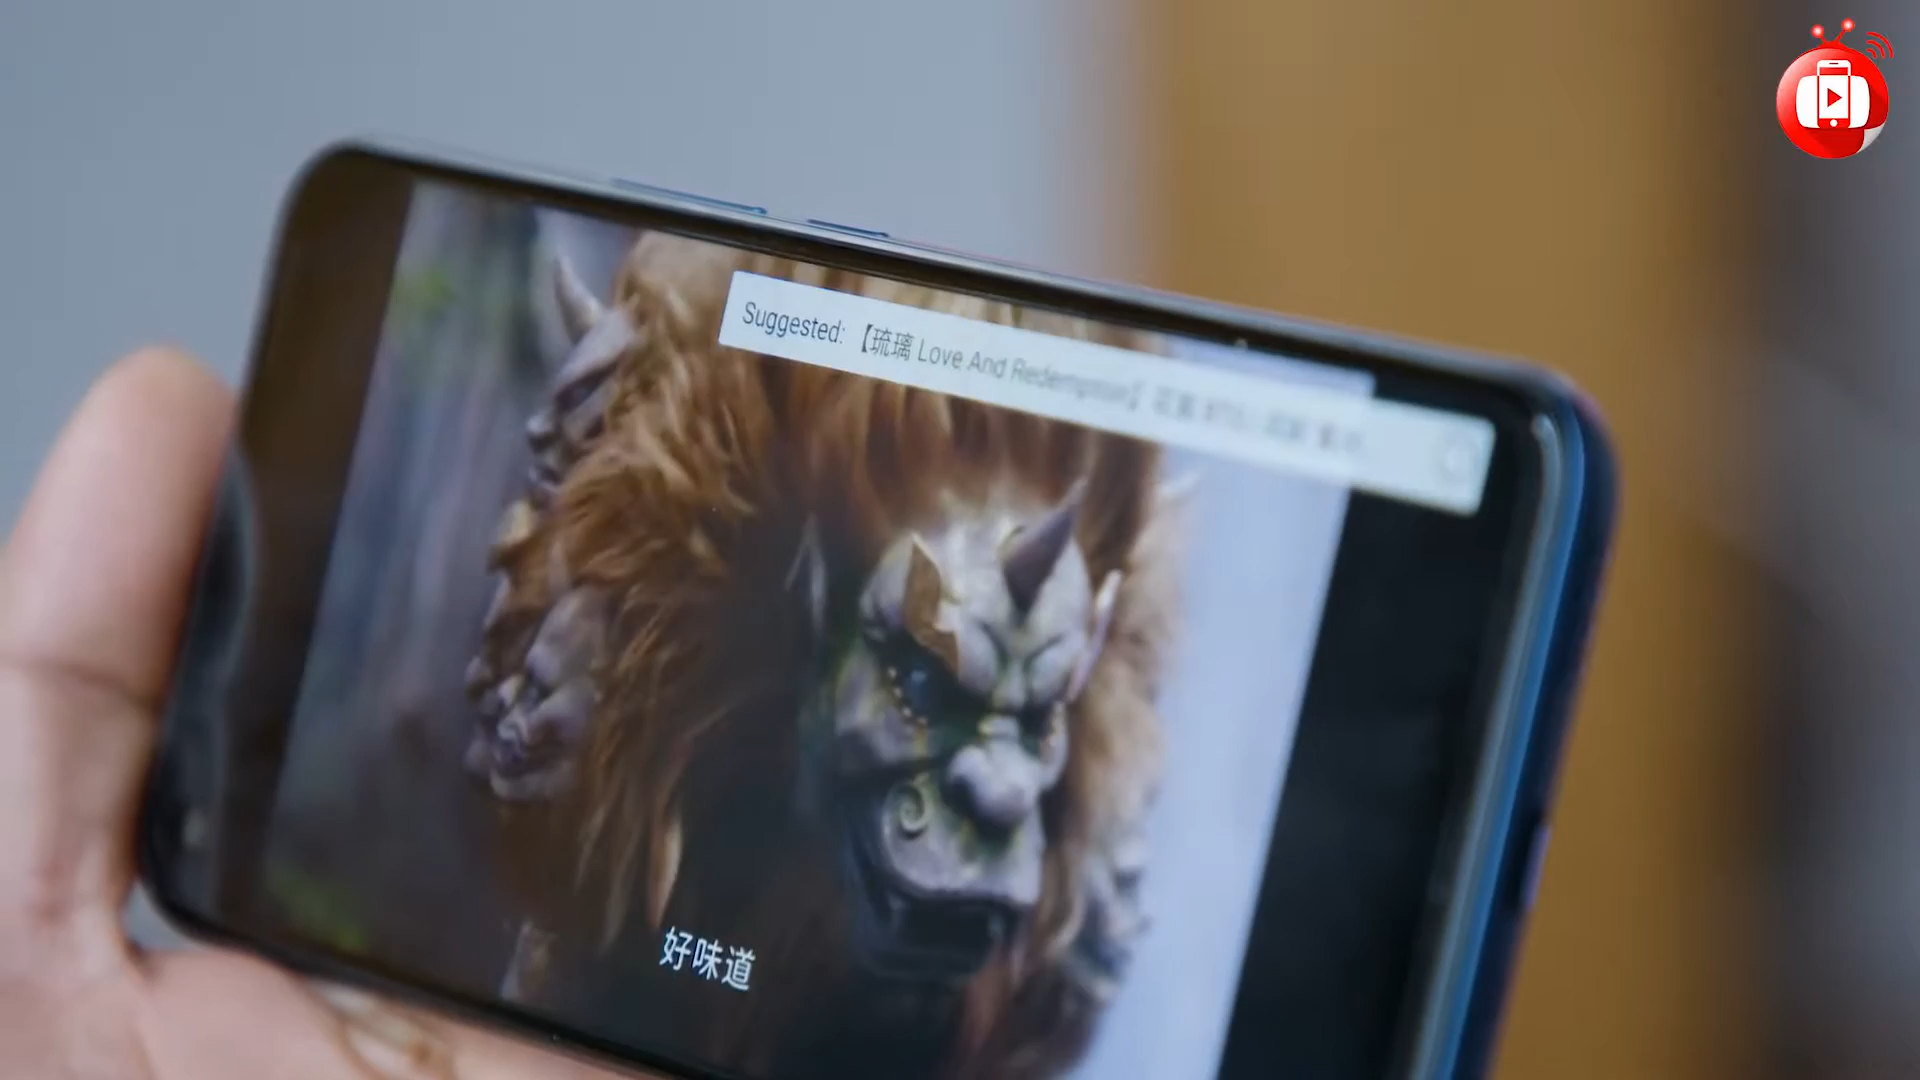 Suggested: 【琉璃 Love And Redemption】
好味道